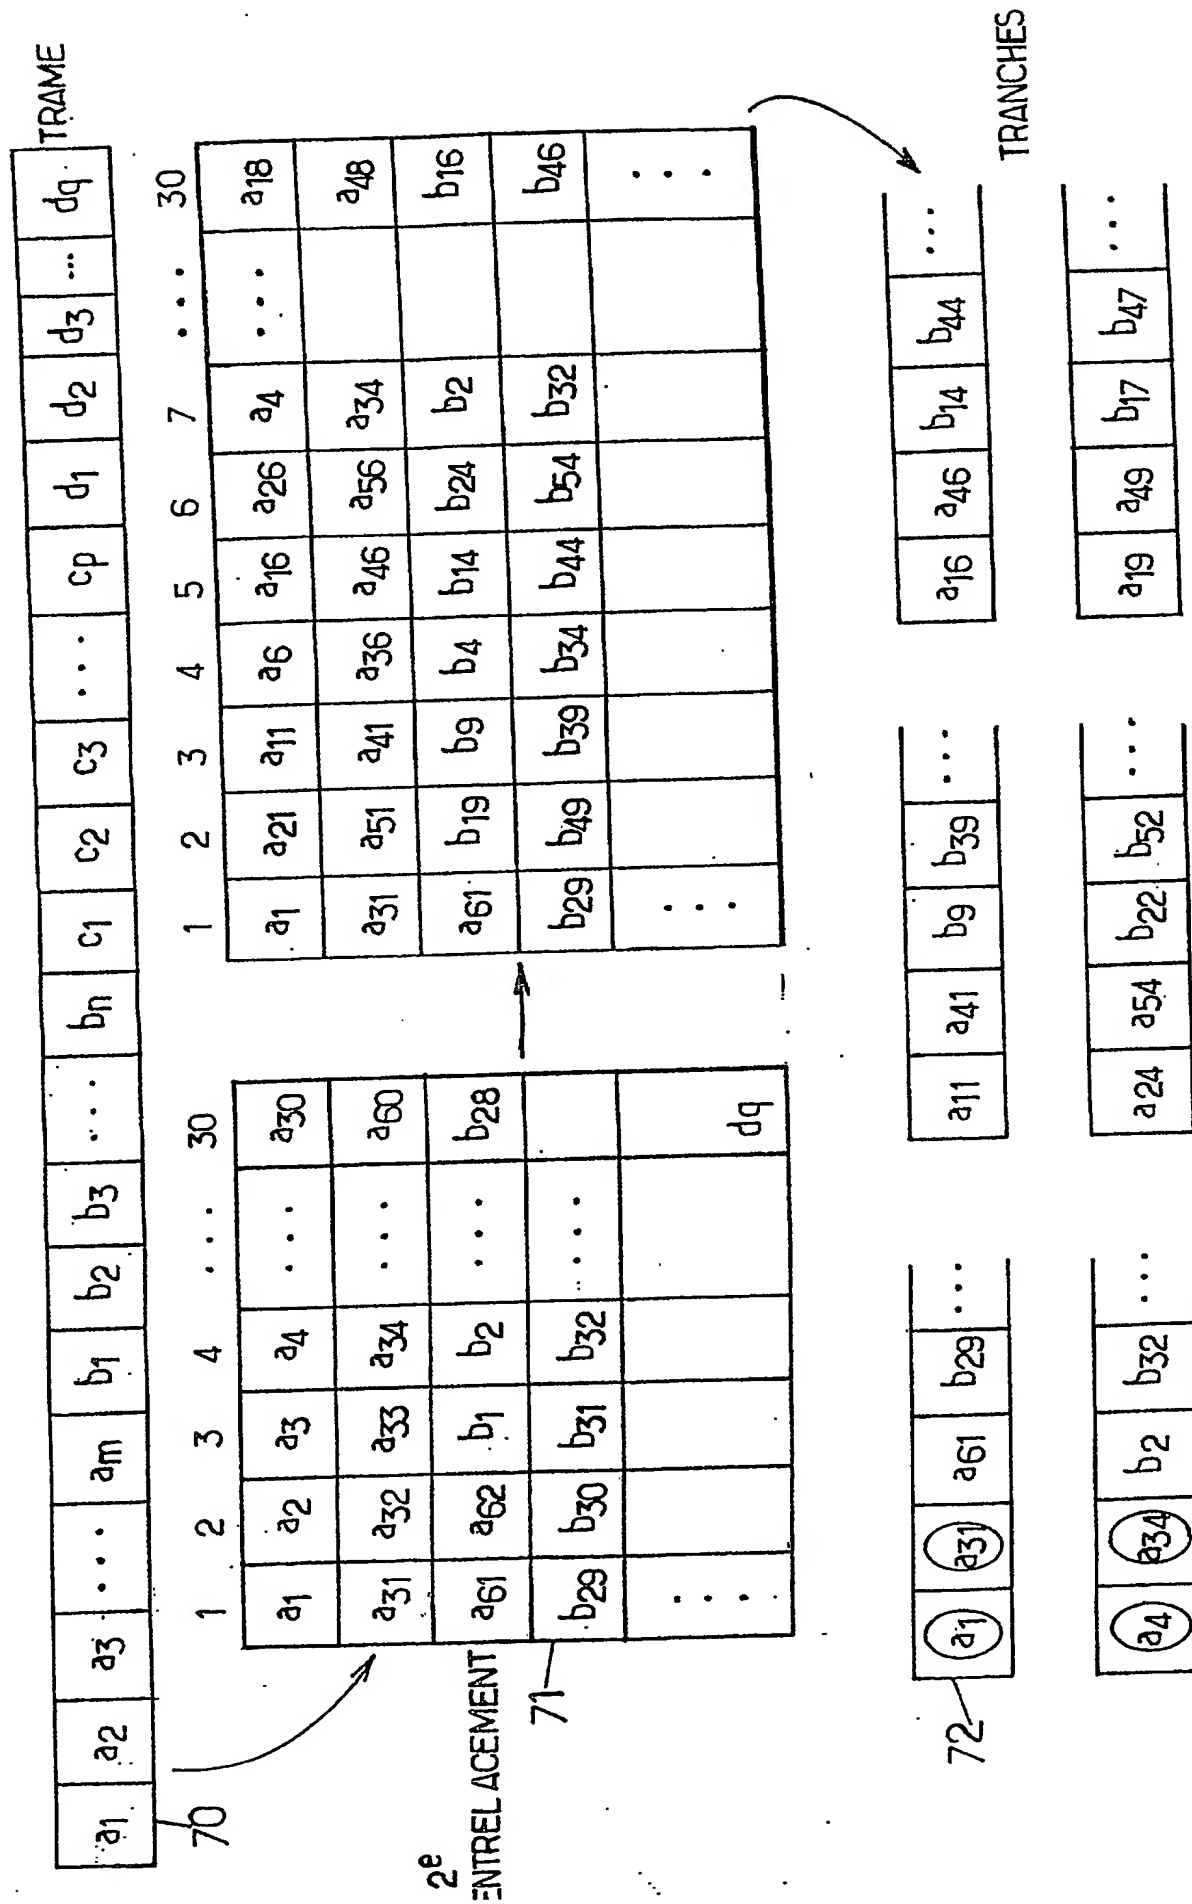 TRAME
a1 a2 a3 ... am b1 b2 b3 ... bn c1 c2 c3 ... cp d1 d2 d3 ... dq
70
2e
ENTRELACEMENT
71
1 2 3 4 ... 30
a1 a2 a3 a4 ... a30
a31 a32 a33 a34 ... a60
a61 a62 b1 b2 ... b28
b29 b30 b31 b32 ...
... dq
1 2 3 4 5 6 7 ... 30
a1 a21 a11 a6 a16 a26 a4 ... a18
a31 a51 a41 a36 a46 a56 a34 a48
a61 b19 b9 b4 b14 b24 b2 b16
b29 b49 b39 b34 b44 b54 b32 b46
... ...
72
a1 a31 a61 b29 ...
a11 a41 b9 b39 ...
a16 a46 b14 b44 ...
a4 a34 b2 b32 ...
a24 a54 b22 b52 ...
a19 a49 b17 b47 ...
TRANCHES